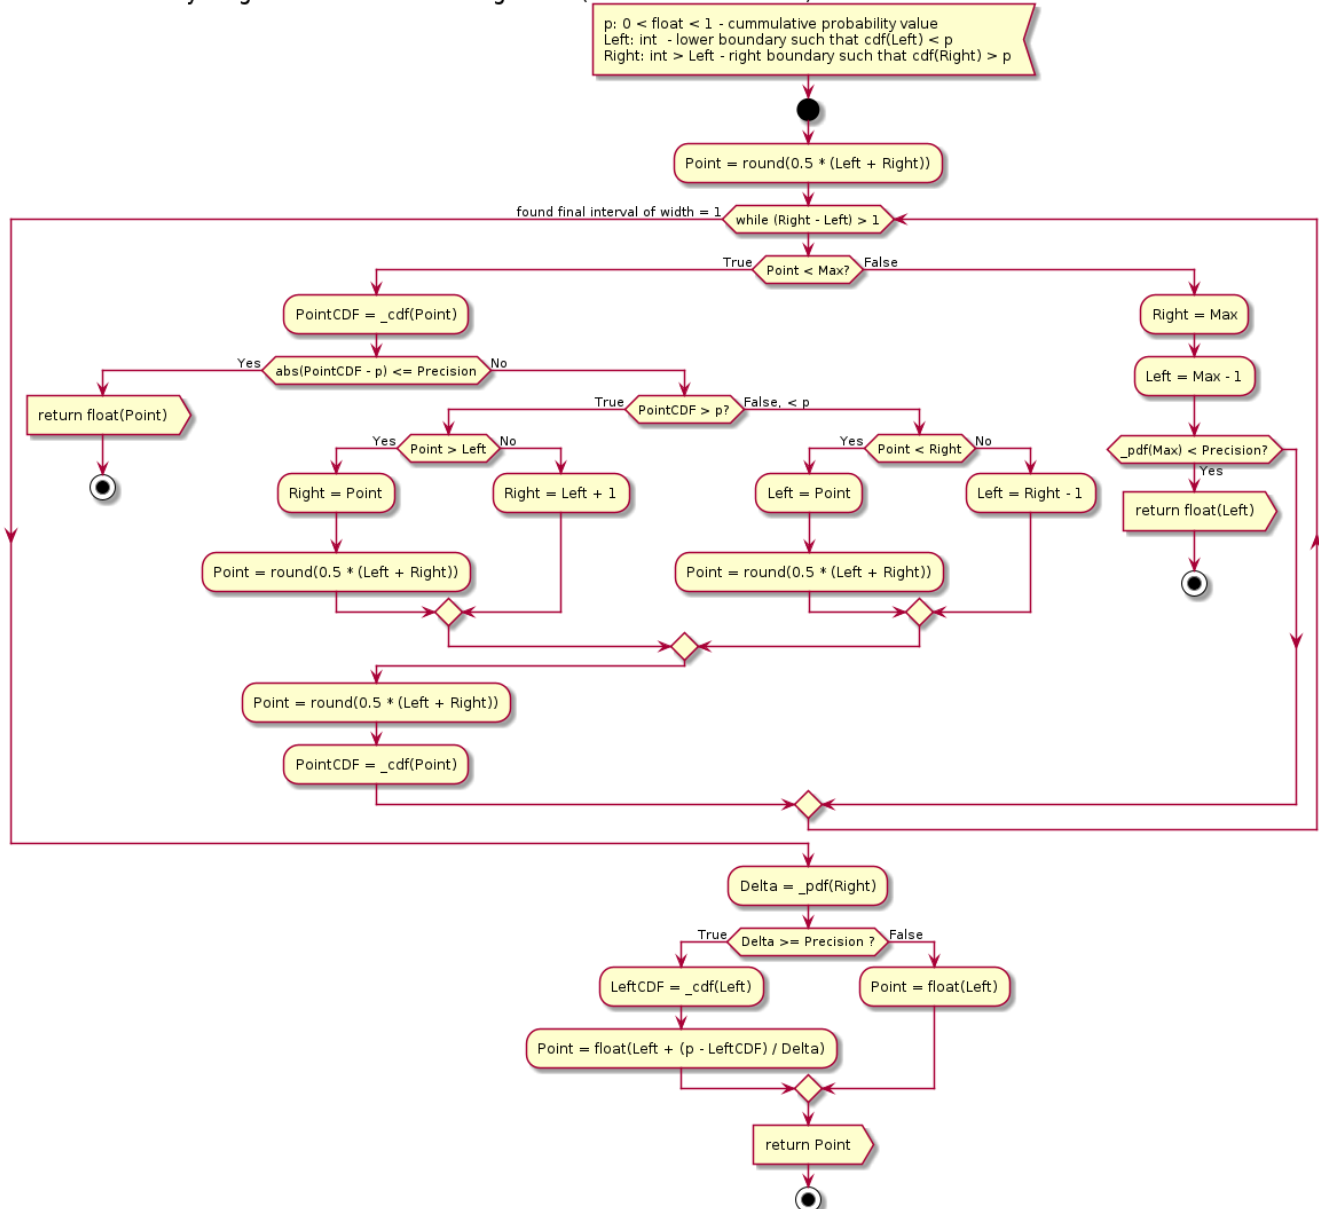 p: 0 < float < 1 - cummulative probability value
Left: int - lower boundary such that cdf(Left) < p
Right: int > Left - right boundary such that cdf(Right) > p
Point = round(0.5 * (Left + Right))
found final interval of width = 1
while (Right - Left) > 1
True
Point < Max?
False
PointCDF = _cdf(Point)
Right = Max
Yes
abs(PointCDF - p) <= Precision
No
Left = Max - 1
return float(Point)
True
PointCDF > p?
False, < p
Yes
Point > Left
No
Yes
Point < Right
No
_pdf(Max) < Precision?
Yes
Right = Point
Right = Left + 1
Left = Point
Left = Right - 1
return float(Left)
Point = round(0.5 * (Left + Right))
Point = round(0.5 * (Left + Right))
Point = round(0.5 * (Left + Right))
PointCDF = _cdf(Point)
Delta = _pdf(Right)
True
Delta >= Precision ?
False
LeftCDF = _cdf(Left)
Point = float(Left)
Point = float(Left + (p - LeftCDF) / Delta)
return Point